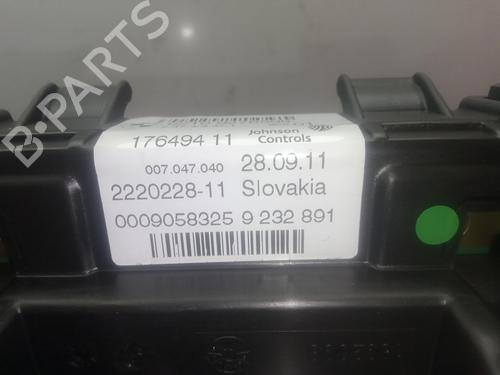 B-PARTS
176494 11
Johnson Controls
007.047.040 28.09.11
2220228-11 Slovakia
0009058325 9 232 891